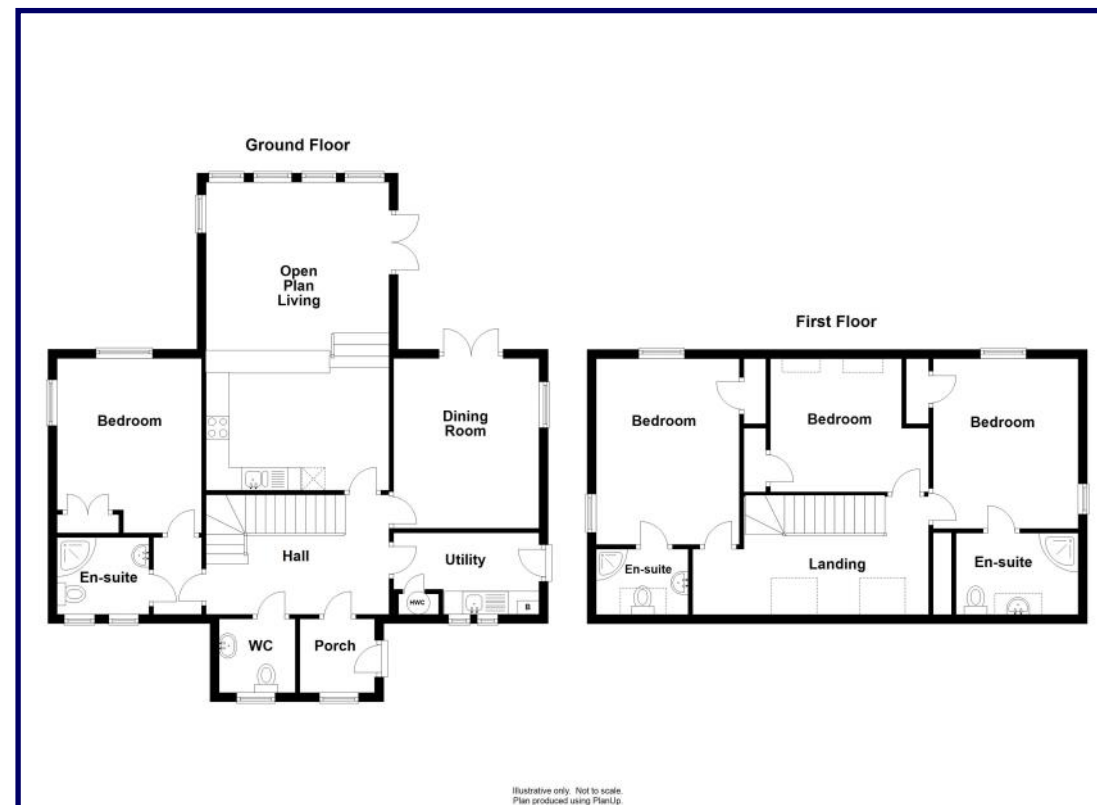 Ground Floor
Open
Plan
Living
Bedroom
Dining
Room
Hall
Utility
En-suite
HWC
B
WC
Porch
First Floor
Bedroom
Bedroom
Bedroom
En-suite
Landing
En-suite
Illustrative only. Not to scale.
Plan produced using PlanUp.